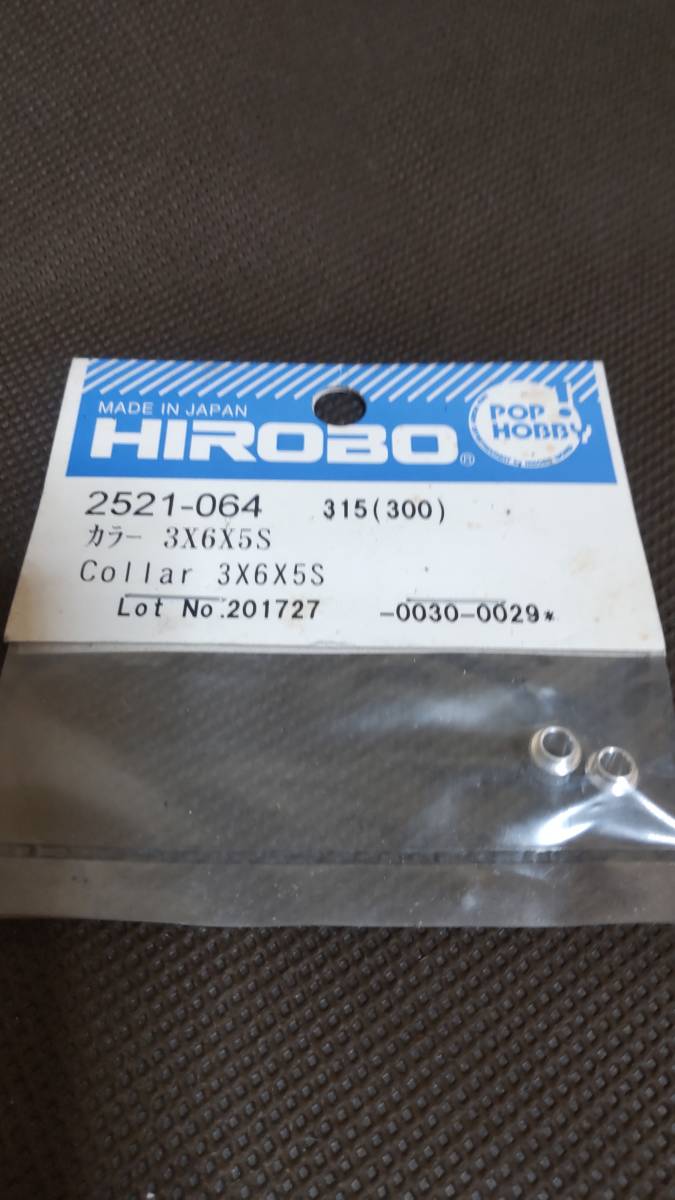 MADE IN JAPAN
HIROBO®
POP!
HOBBY
2521-064 315(300)
カラー 3X6X5S
Collar 3X6X5S
Lot No.201727 -0030-0029*